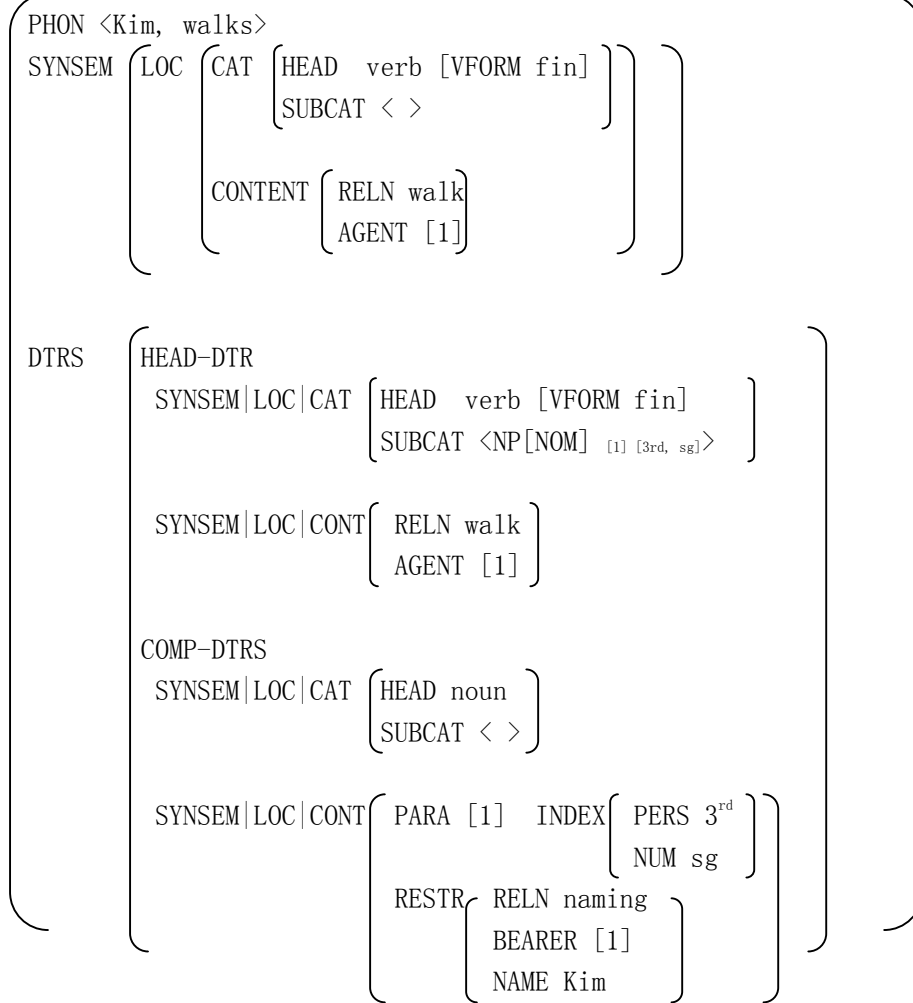 PHON <Kim, walks>
SYNSEM LOC CAT HEAD verb [VFORM fin]
SUBCAT < >
CONTENT RELN walk
AGENT [1]
DTRS HEAD-DTR
SYNSEM|LOC|CAT HEAD verb [VFORM fin]
SUBCAT <NP[NOM] [1] [3rd, sg]>
SYNSEM|LOC|CONT RELN walk
AGENT [1]
COMP-DTRS
SYNSEM|LOC|CAT HEAD noun
SUBCAT < >
SYNSEM|LOC|CONT PARA [1] INDEX PERS 3rd
NUM sg
RESTR RELN naming
BEARER [1]
NAME Kim